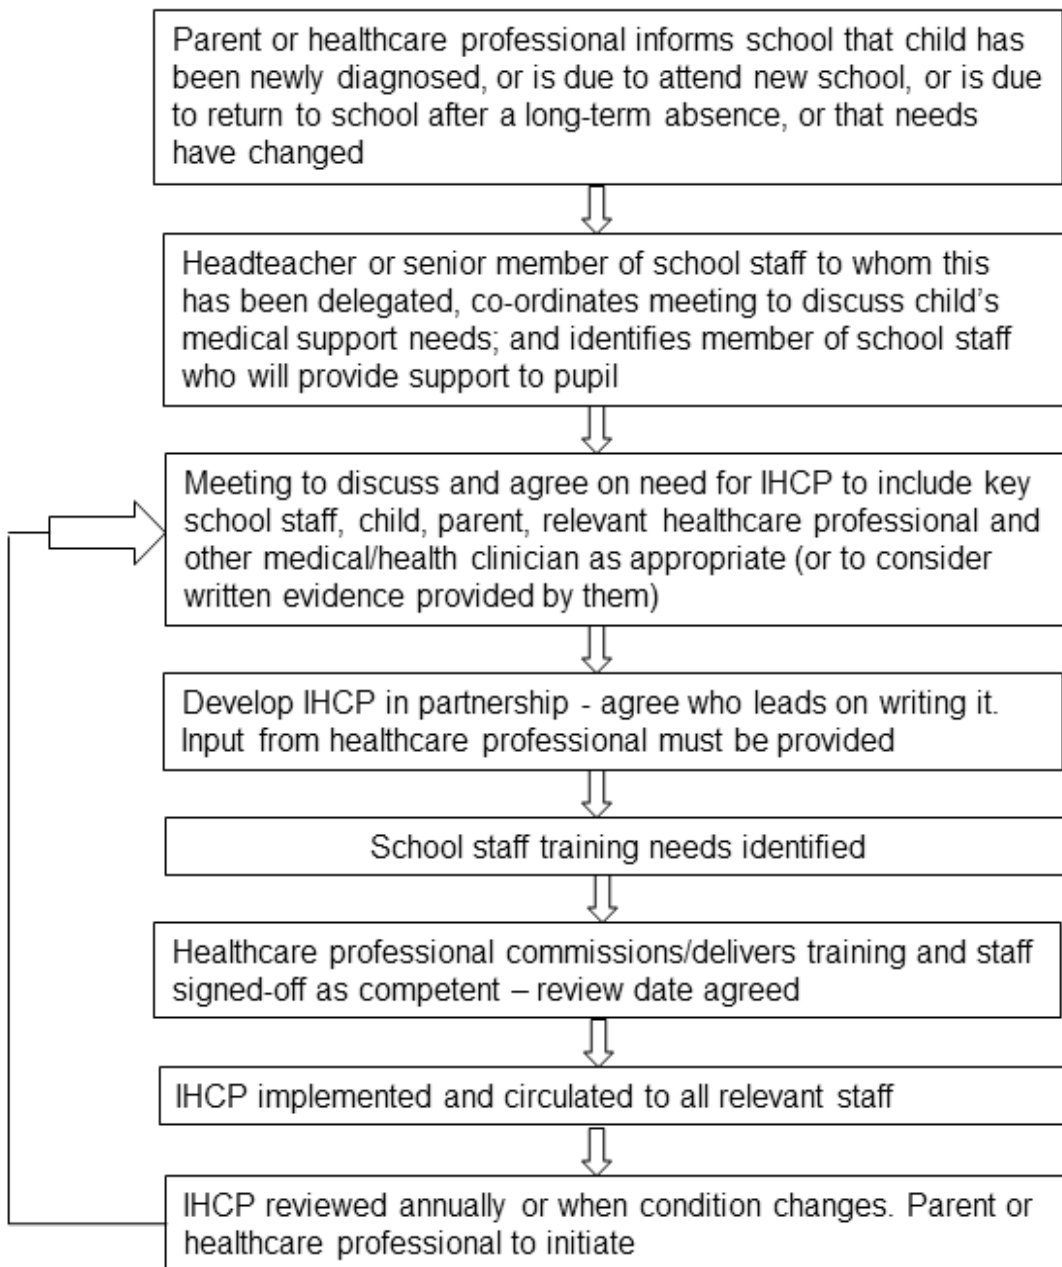 Parent or healthcare professional informs school that child has
been newly diagnosed, or is due to attend new school, or is due
to return to school after a long-term absence, or that needs
have changed
Headteacher or senior member of school staff to whom this
has been delegated, co-ordinates meeting to discuss child's
medical support needs; and identifies member of school staff
who will provide support to pupil
Meeting to discuss and agree on need for IHCP to include key
school staff, child, parent, relevant healthcare professional and
other medical/health clinician as appropriate (or to consider
written evidence provided by them)
Develop IHCP in partnership - agree who leads on writing it.
Input from healthcare professional must be provided
School staff training needs identified
Healthcare professional commissions/delivers training and staff
signed-off as competent – review date agreed
IHCP implemented and circulated to all relevant staff
IHCP reviewed annually or when condition changes. Parent or
healthcare professional to initiate